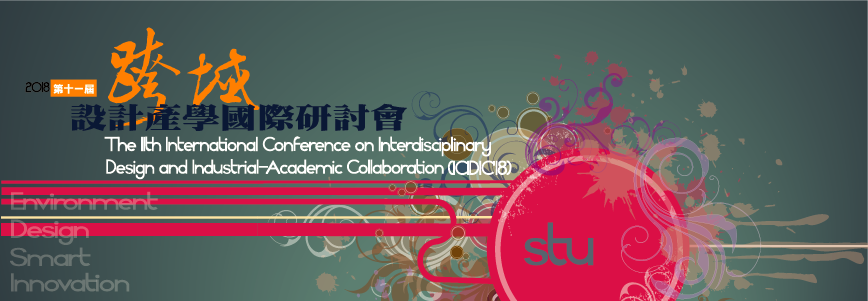 跨域
2018 第十一屆
設計產學國際研討會
The 11th International Conference on Interdisciplinary
Design and Industrial-Academic Collaboration (ICIDIC'18)
Environment
Design
Smart
Innovation
stu